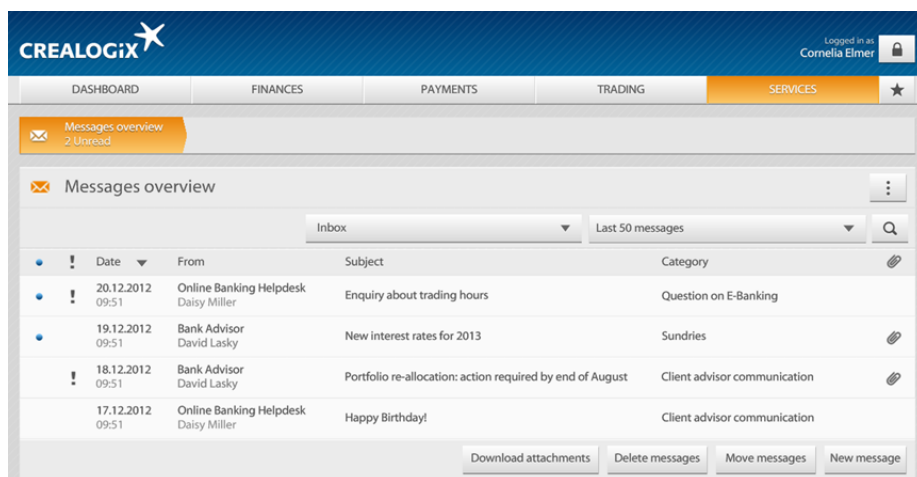 CREALOGiX
Logged in as
Cornelia Elmer
DASHBOARD FINANCES PAYMENTS TRADING SERVICES
Messages overview
2 Unread
Messages overview
Inbox Last 50 messages
! Date From Subject Category
! 20.12.2012 Online Banking Helpdesk Enquiry about trading hours Question on E-Banking
09:51 Daisy Miller
19.12.2012 Bank Advisor New interest rates for 2013 Sundries
09:51 David Lasky
! 18.12.2012 Bank Advisor Portfolio re-allocation: action required by end of August Client advisor communication
09:51 David Lasky
17.12.2012 Online Banking Helpdesk Happy Birthday! Client advisor communication
09:51 Daisy Miller
Download attachments Delete messages Move messages New message